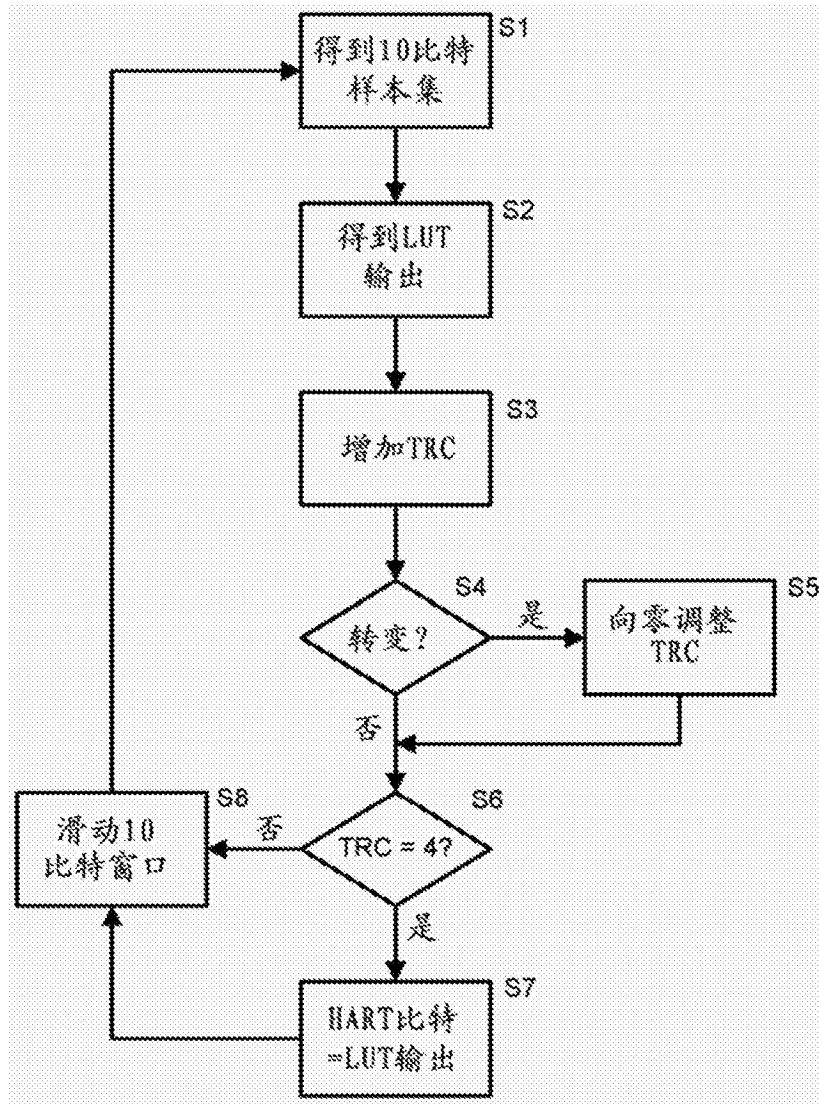 S1
得到10比特
样本集
S2
得到LUT
输出
S3
增加TRC
S4
转变?
是
S5
向零调整
TRC
否
S6
TRC = 4?
否
S8
滑动10
比特窗口
是
S7
HART比特
=LUT输出